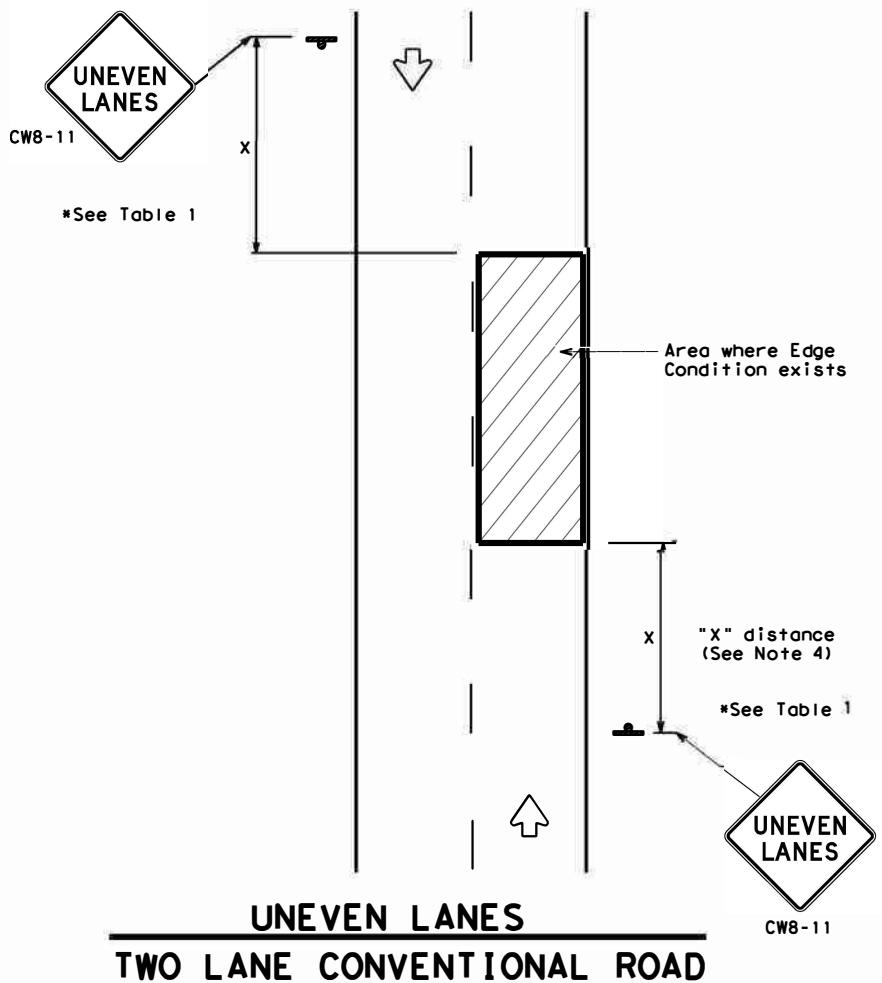 UNEVEN
LANES
CW8-11
X
*See Table 1
Area where Edge
Condition exists
X
"X" distance
(See Note 4)
*See Table 1
UNEVEN
LANES
CW8-11
UNEVEN LANES
TWO LANE CONVENTIONAL ROAD